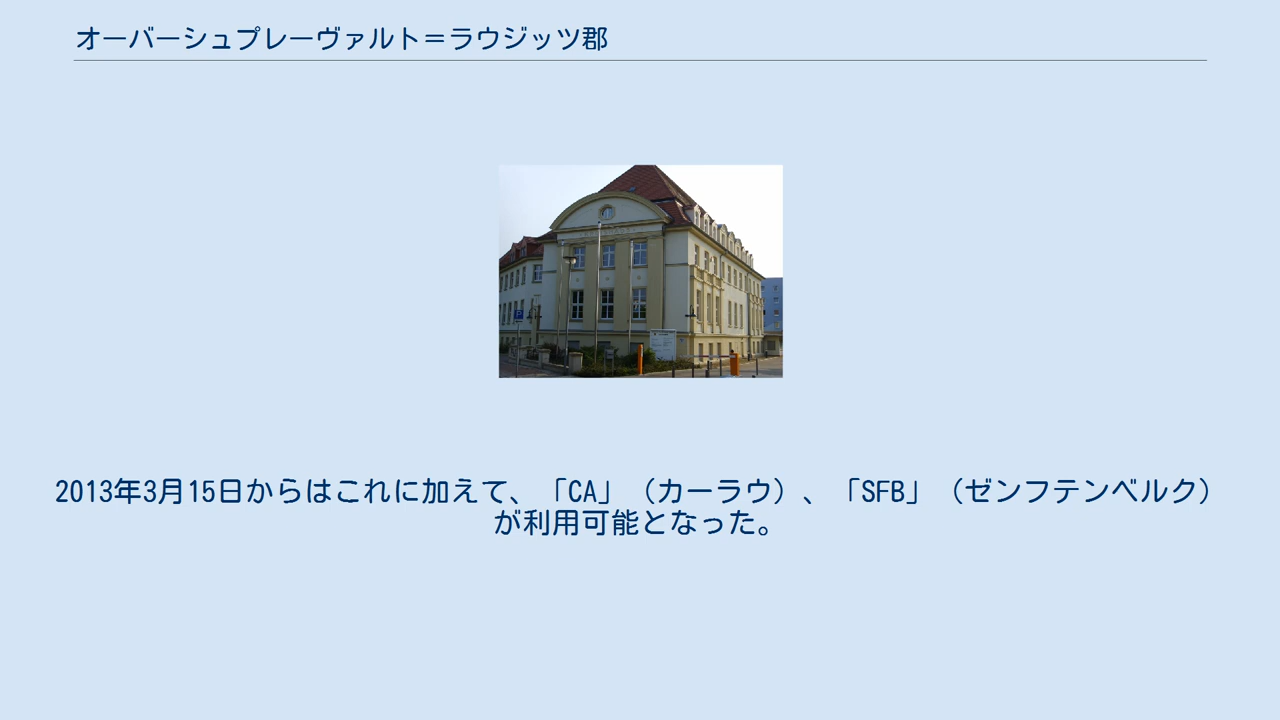 オーバーシュプレーヴァルト＝ラウジッツ郡
2013年3月15日からはこれに加えて、「CA」（カーラウ）、「SFB」（ゼンフテンベルク）
が利用可能となった。